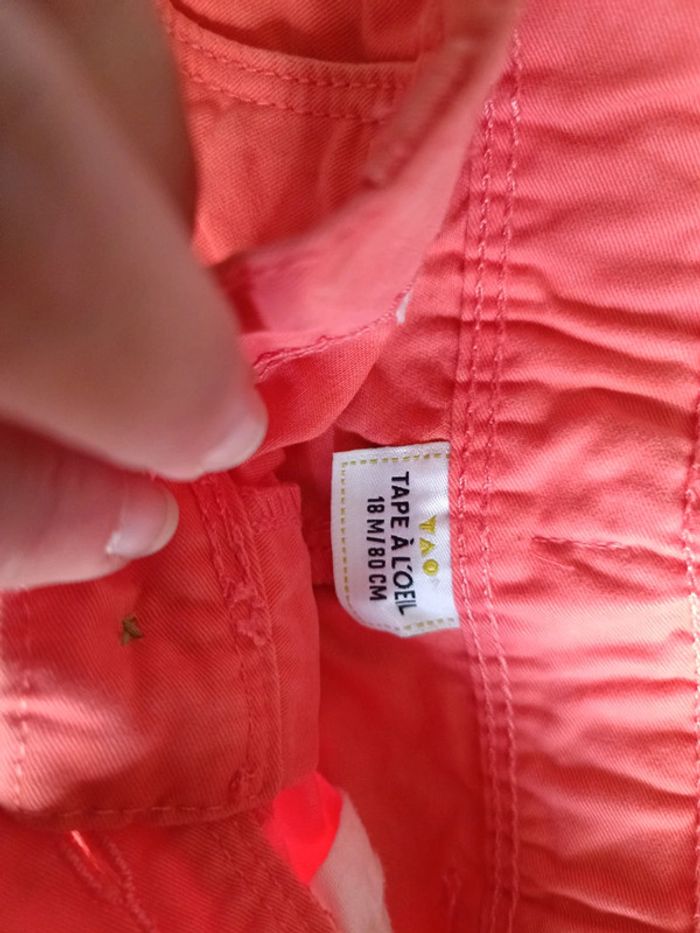 TAO
TAPE À L'OEIL
18 M/80 CM